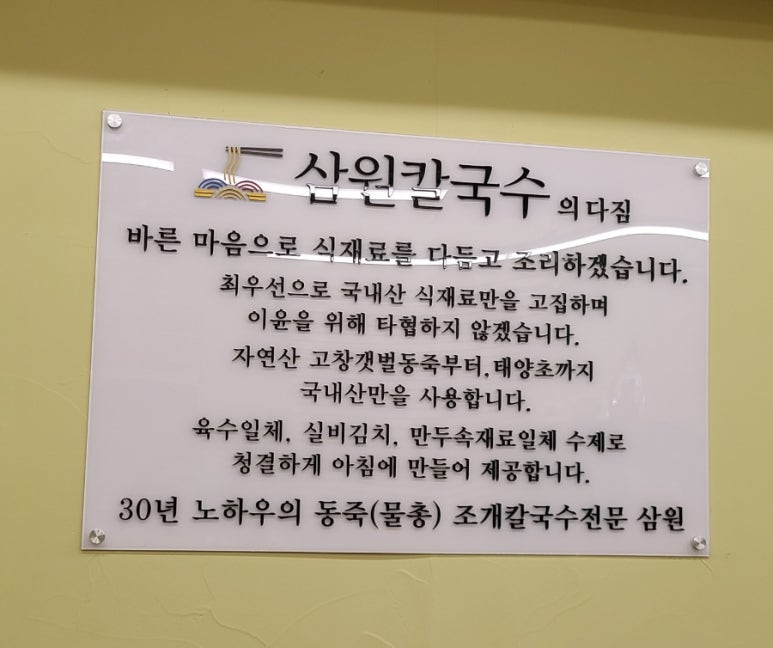 삼원칼국수의 다짐
바른 마음으로 식재료를 다듬고 조리하겠습니다.
최우선으로 국내산 식재료만을 고집하며
이윤을 위해 타협하지 않겠습니다.
자연산 고창갯벌동죽부터,태양초까지
국내산만을 사용합니다.
육수일체, 실비김치, 만두속재료일체 수제로
청결하게 아침에 만들어 제공합니다.
30년 노하우의 동죽(물총) 조개칼국수전문 삼원